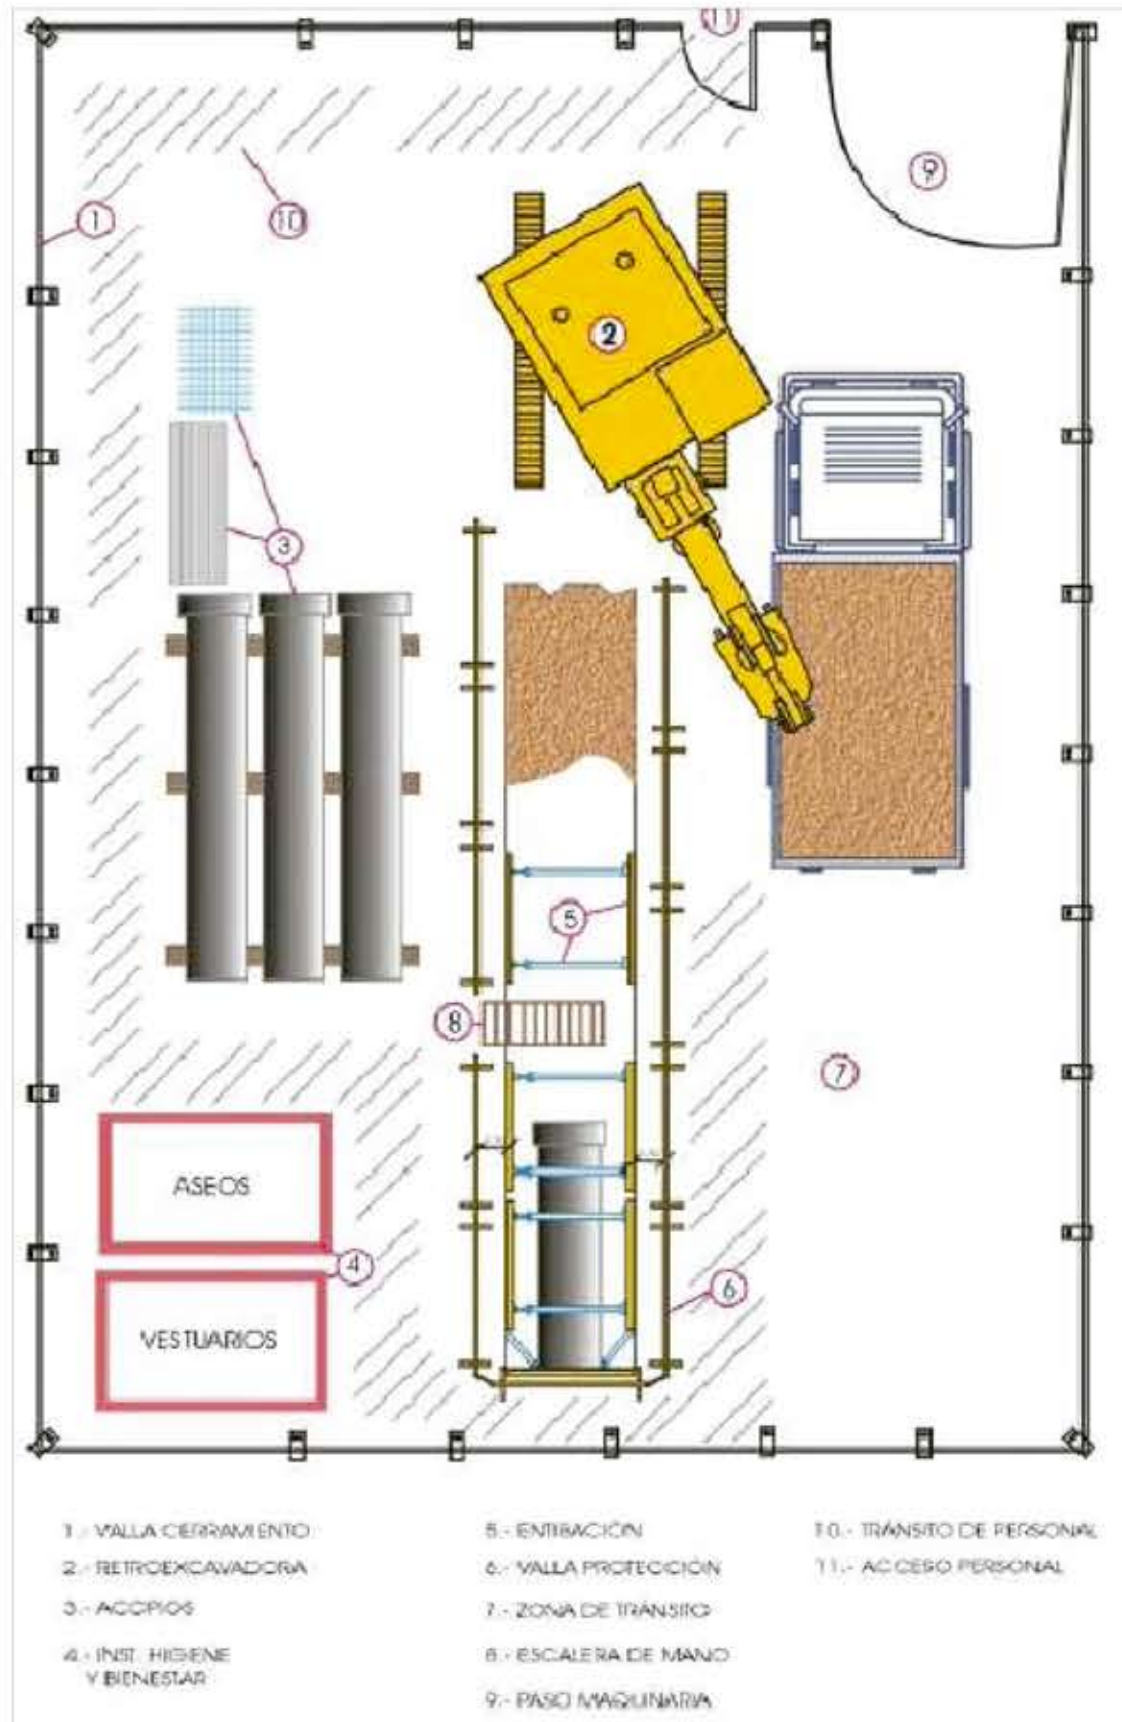 11
9
1
10
2
3
5
8
7
ASEOS
4
6
VESTUARIOS
1.- VALLA CIERRAMIENTO
2.- RETROEXCAVADORA
3.- ACOPIOS
4.- INST. HIGIENE
Y BIENESTAR
5.- ENTIBACIÓN
6.- VALLA PROTECCIÓN
7.- ZONA DE TRÁNSITO
8.- ESCALERA DE MANO
9.- PASO MAQUINARIA
10.- TRÁNSITO DE PERSONAL
11.- ACCESO PERSONAL